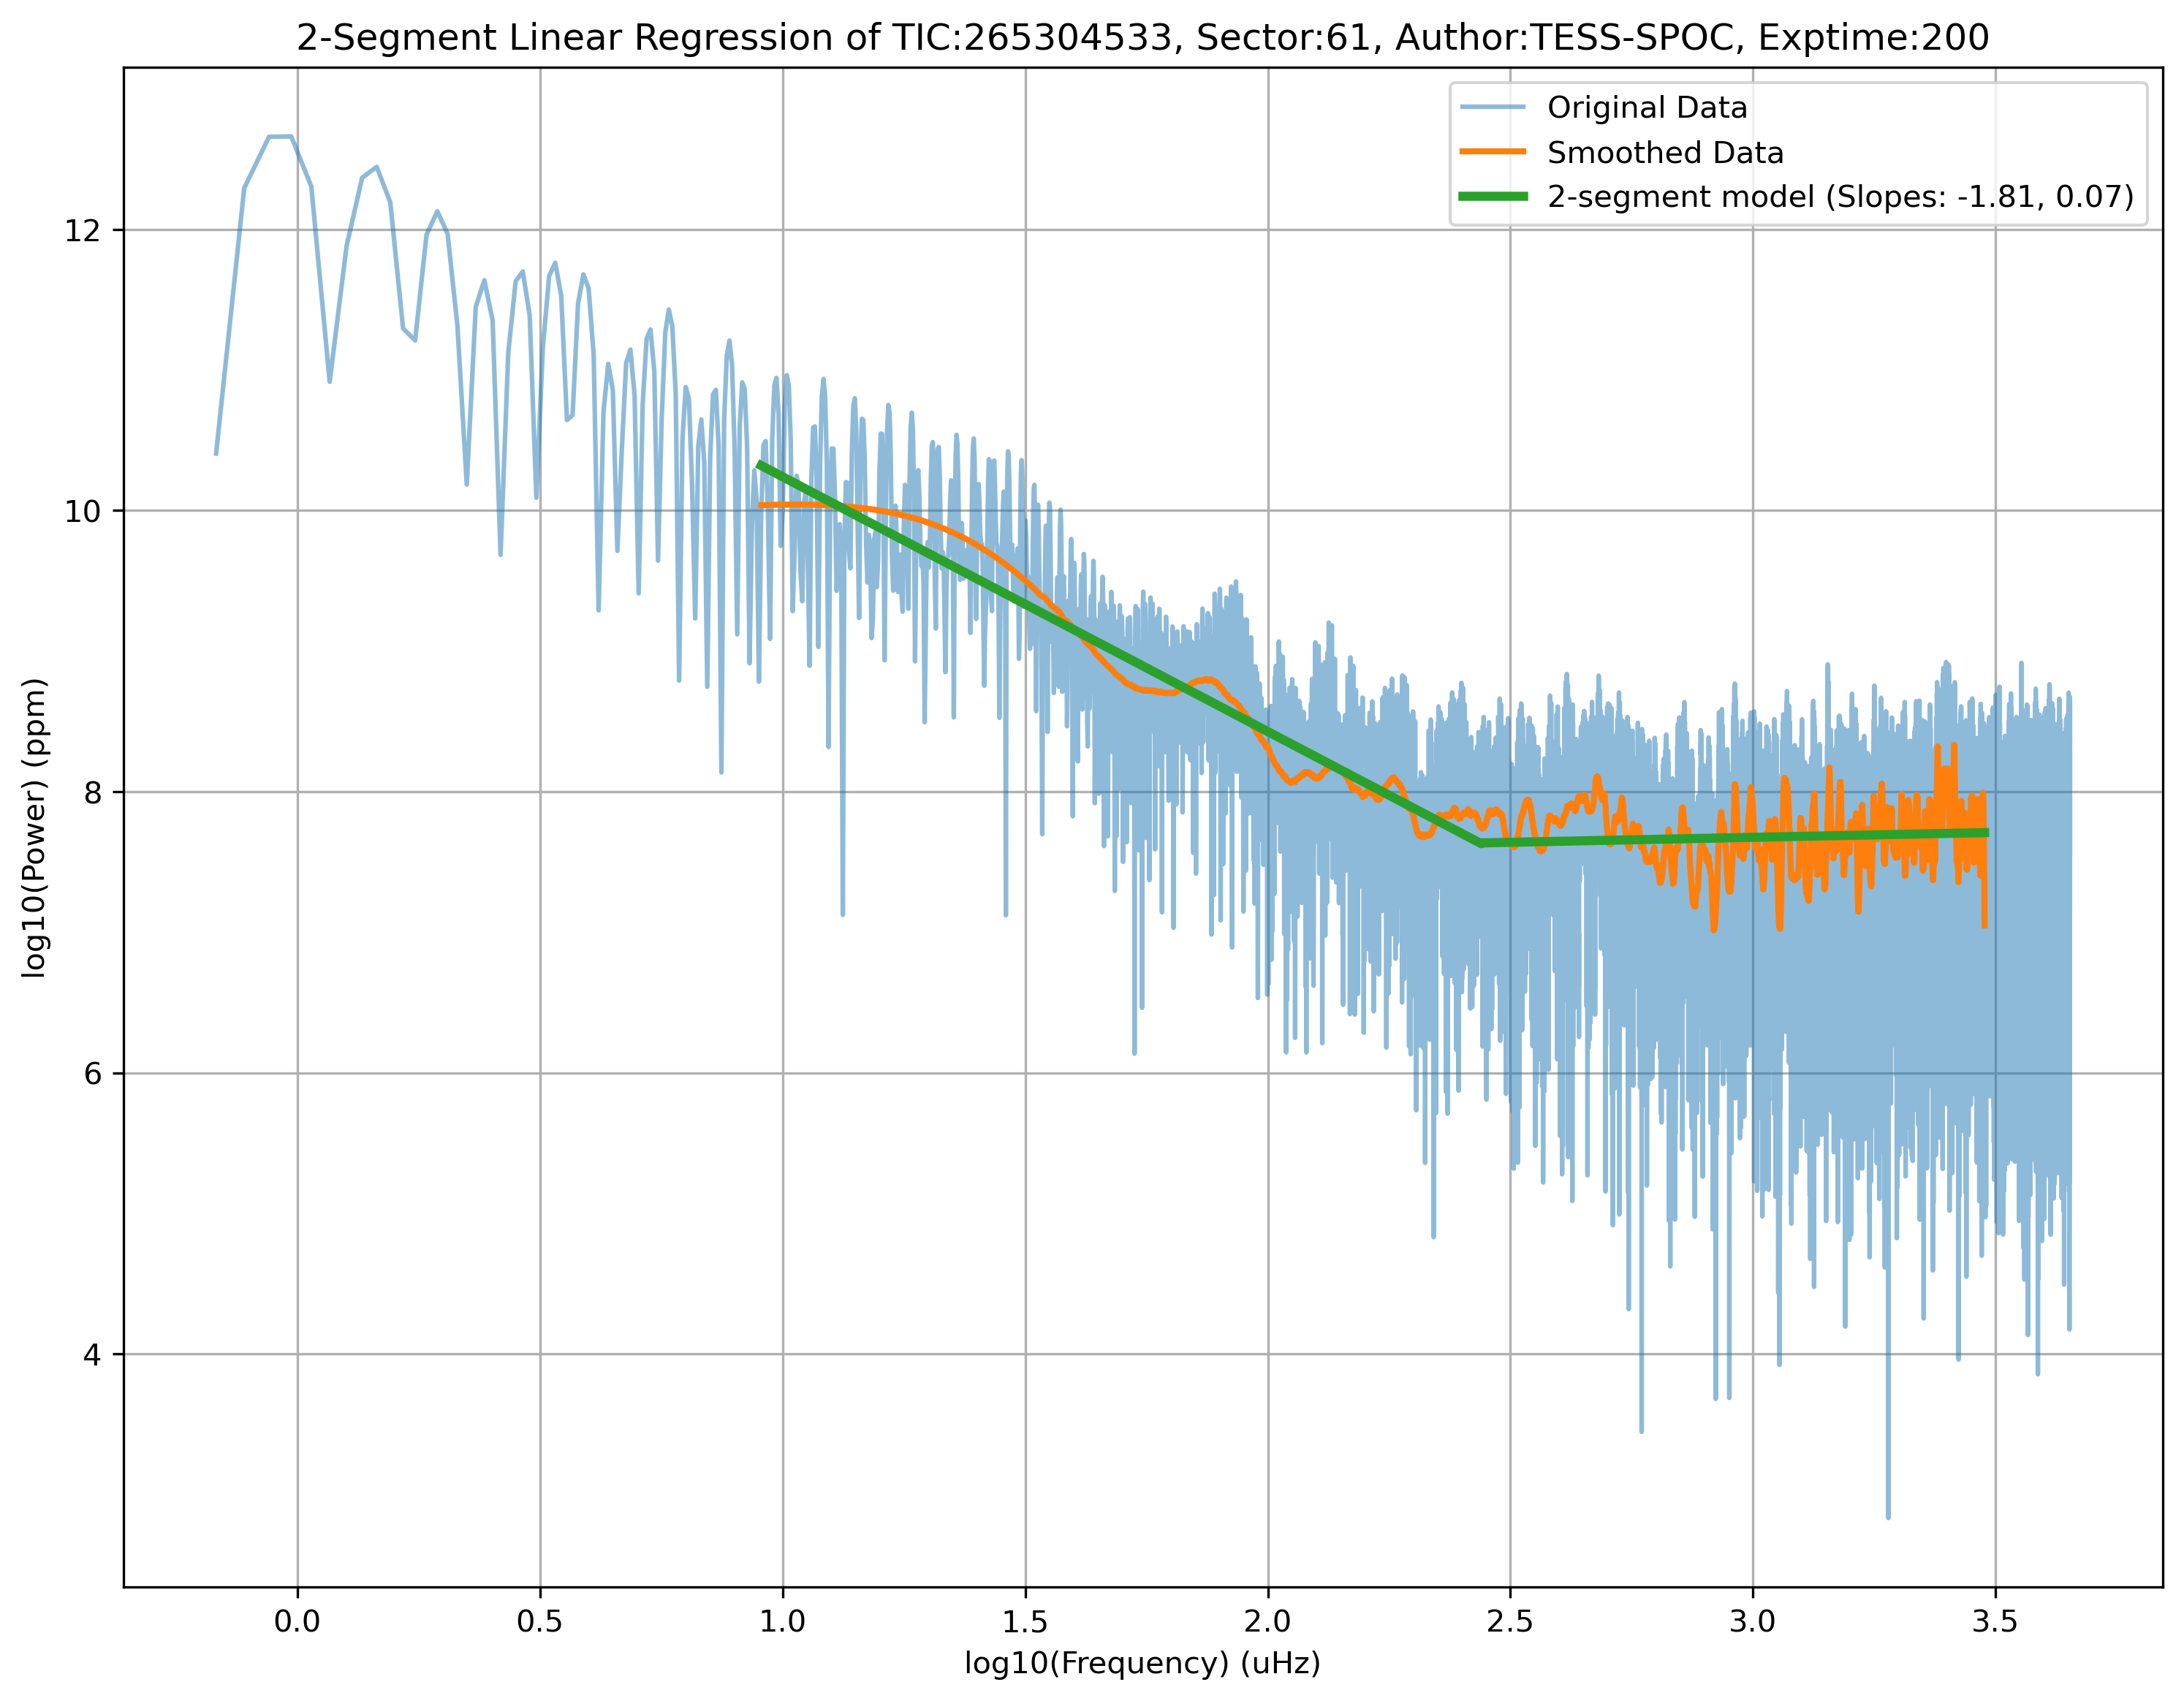 2-Segment Linear Regression of TIC:265304533, Sector:61, Author:TESS-SPOC, Exptime:200
Original Data
Smoothed Data
2-segment model (Slopes: -1.81, 0.07)
log10(Power) (ppm)
12
10
8
6
4
0.0 0.5 1.0 1.5 2.0 2.5 3.0 3.5
log10(Frequency) (uHz)